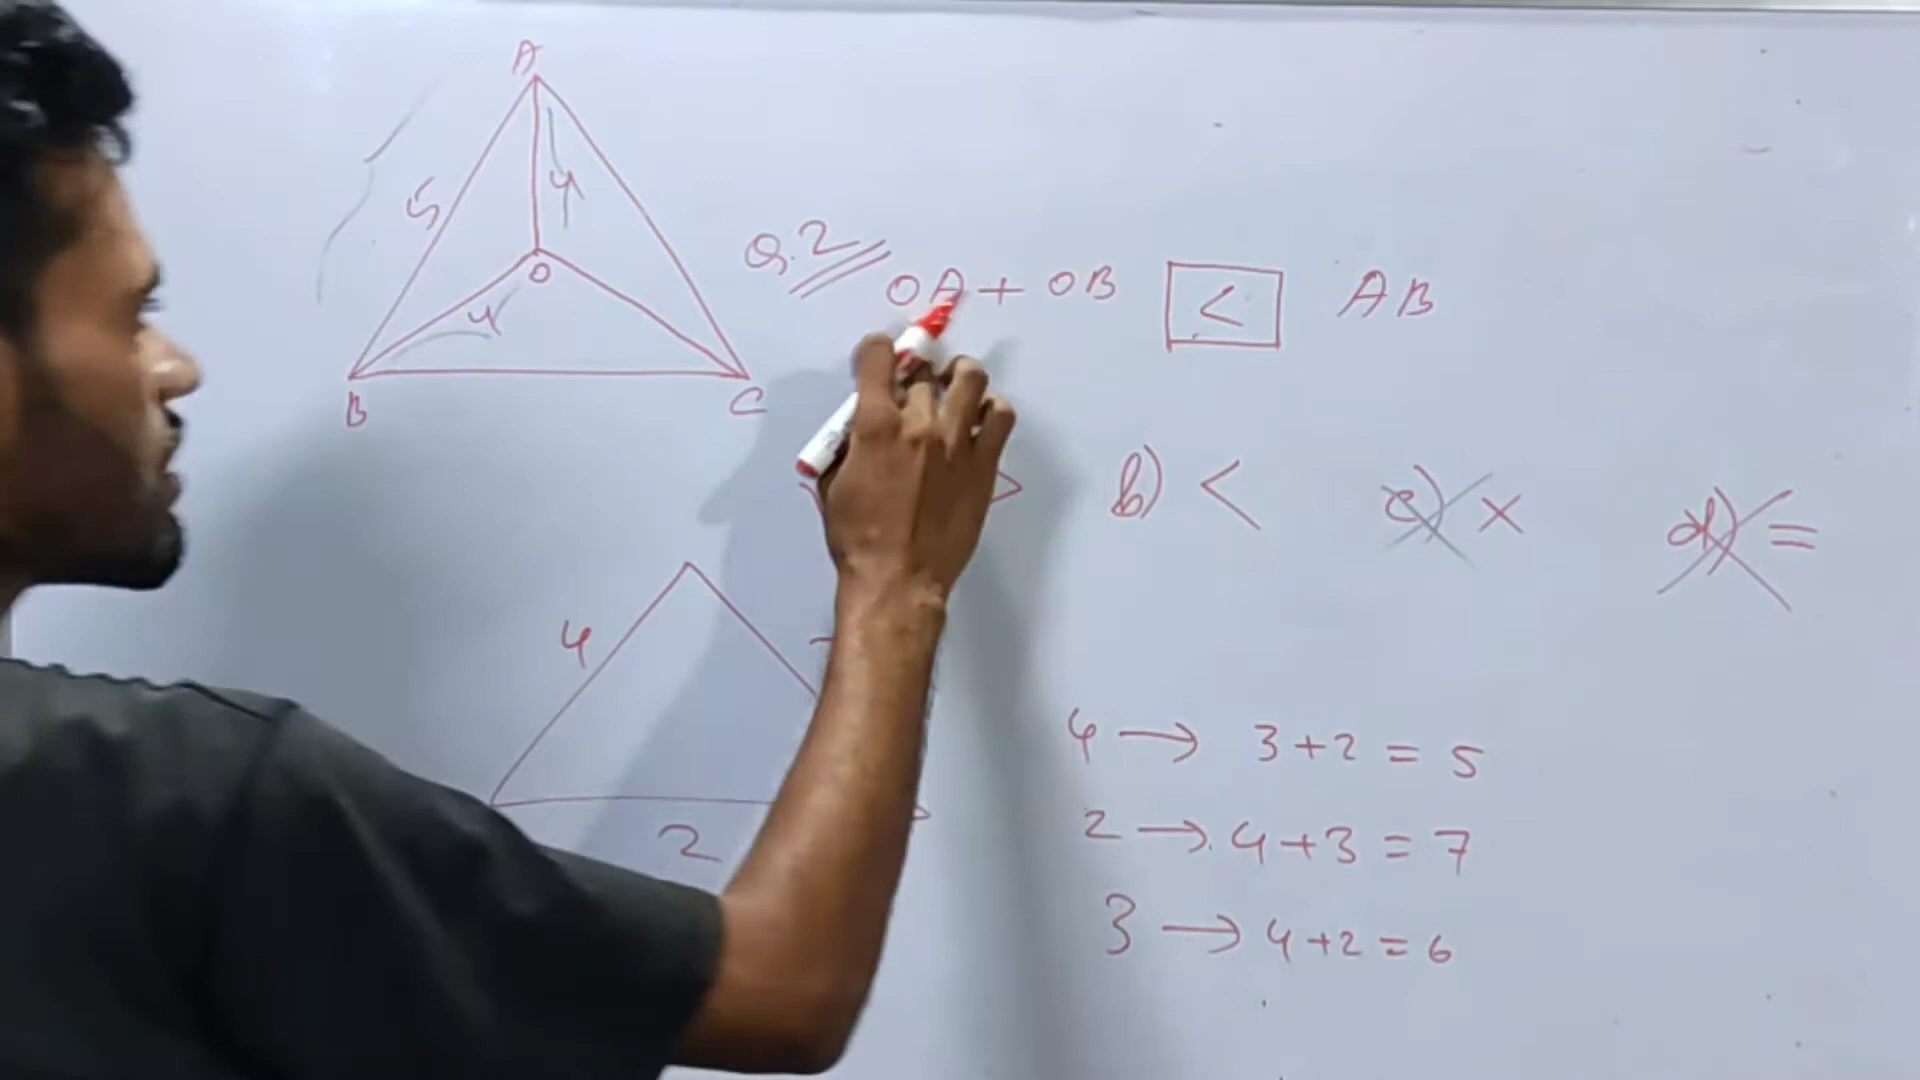 A
5
4
O
4
B
C
Q.2
OA + OB < AB
> b) < c) x d) =
4
2
4 → 3+2 = 5
2 → 4+3 = 7
3 → 4+2 = 6